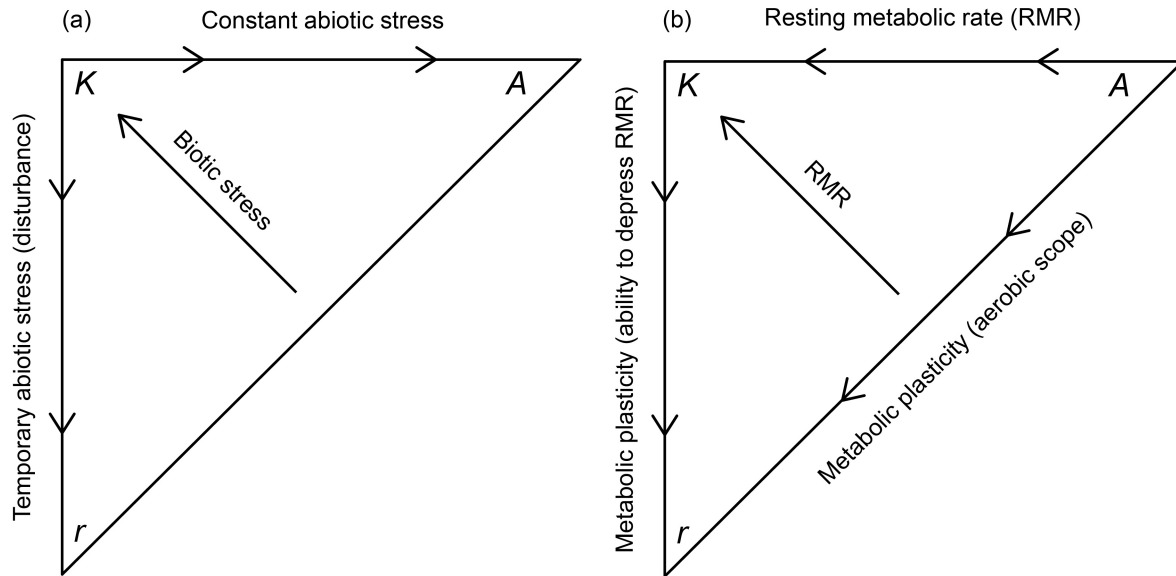 (a)
Constant abiotic stress
K
A
Biotic stress
Temporary abiotic stress (disturbance)
r
(b)
Resting metabolic rate (RMR)
K
A
RMR
Metabolic plasticity (ability to depress RMR)
Metabolic plasticity (aerobic scope)
r